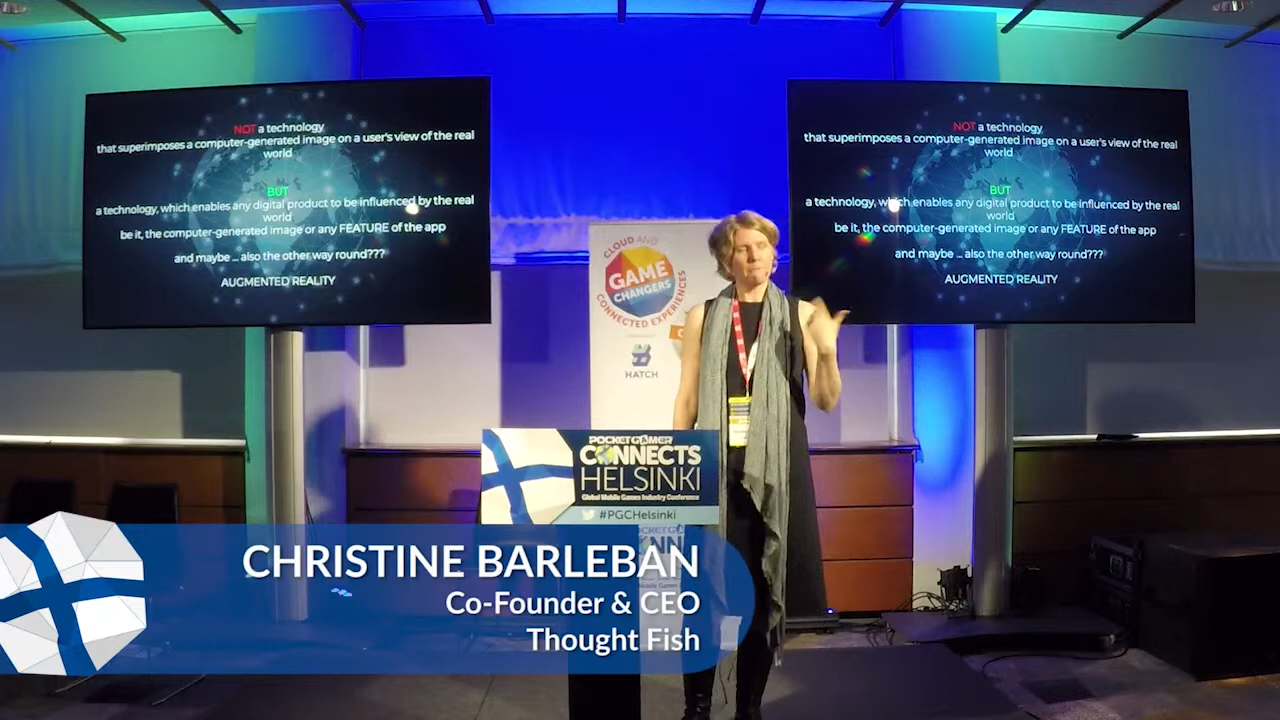 NOT a technology
that superimposes a computer-generated image on a user's view of the real
world
BUT
a technology, which enables any digital product to be influenced by the real
world
be it, the computer-generated image or any FEATURE of the app
and maybe ... also the other way round???
AUGMENTED REALITY
NOT a technology
that superimposes a computer-generated image on a user's view of the real
world
BUT
a technology, which enables any digital product to be influenced by the real
world
be it, the computer-generated image or any FEATURE of the app
and maybe ... also the other way round???
AUGMENTED REALITY
CLOUD AND
GAME
CHANGERS
CONNECTED EXPERIENCES
HATCH
POCKET GAMER
CONNECTS
HELSINKI
Global Mobile Games Industry Conference
#PGCHelsinki
CHRISTINE BARLEBAN
Co-Founder & CEO
Thought Fish